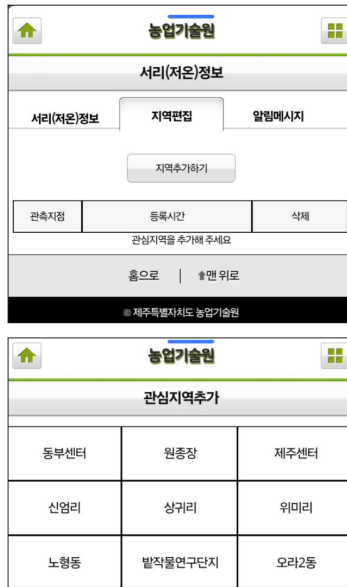 농업기술원
서리(저온)정보
서리(저온)정보 지역편집 알림메시지
지역추가하기
관측지점 등록시간 삭제
관심지역을 추가해 주세요
홈으로 | 맨 위로
제주특별자치도 농업기술원
농업기술원
관심지역추가
동부센터 원종장 제주센터
신엄리 상귀리 위미리
노형동 밭작물연구단지 오라2동